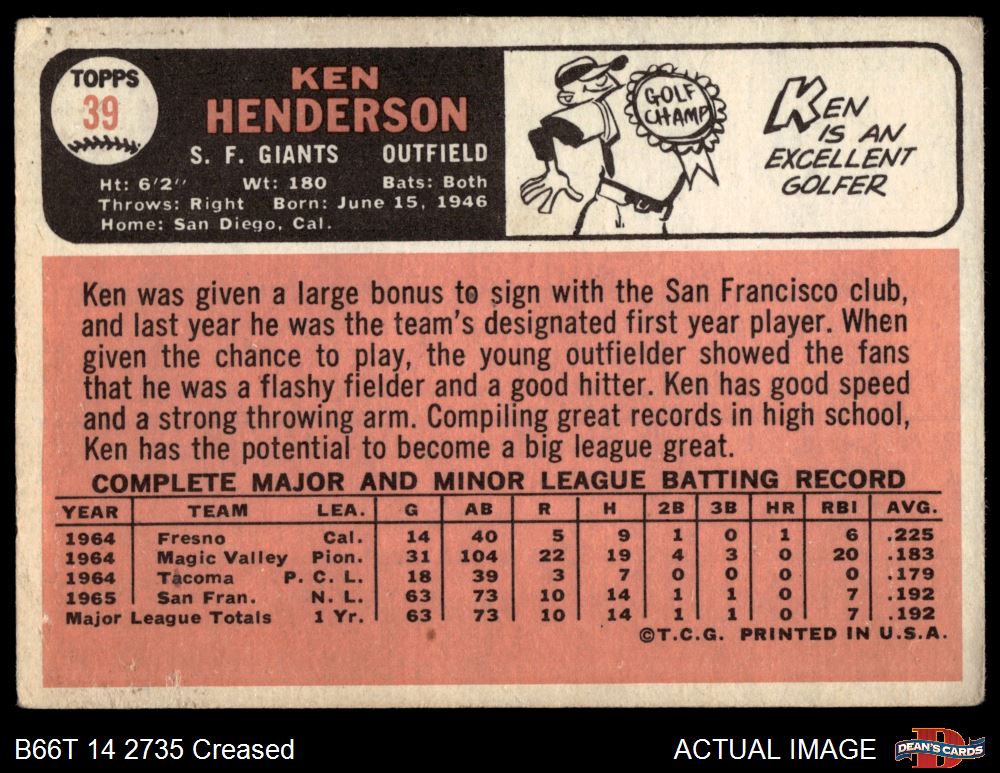 TOPPS
39
KEN
HENDERSON
S. F. GIANTS OUTFIELD
Ht: 6'2" Wt: 180 Bats: Both
Throws: Right Born: June 15, 1946
Home: San Diego, Cal.
GOLF
CHAMP
KEN
IS AN
EXCELLENT
GOLFER
Ken was given a large bonus to sign with the San Francisco club,
and last year he was the team's designated first year player. When
given the chance to play, the young outfielder showed the fans
that he was a flashy fielder and a good hitter. Ken has good speed
and a strong throwing arm. Compiling great records in high school,
Ken has the potential to become a big league great.
COMPLETE MAJOR AND MINOR LEAGUE BATTING RECORD
YEAR TEAM LEA. G AB R H 2B 3B HR RBI AVG.
1964 Fresno Cal. 14 40 5 9 1 0 1 6 .225
1964 Magic Valley Pion. 31 104 22 19 4 3 0 20 .183
1964 Tacoma P. C. L. 18 39 3 7 0 0 0 0 .179
1965 San Fran. N. L. 63 73 10 14 1 1 0 7 .192
Major League Totals 1 Yr. 63 73 10 14 1 1 0 7 .192
©T.C.G. PRINTED IN U.S.A.
B66T 14 2735 Creased
ACTUAL IMAGE
DEAN'S CARDS